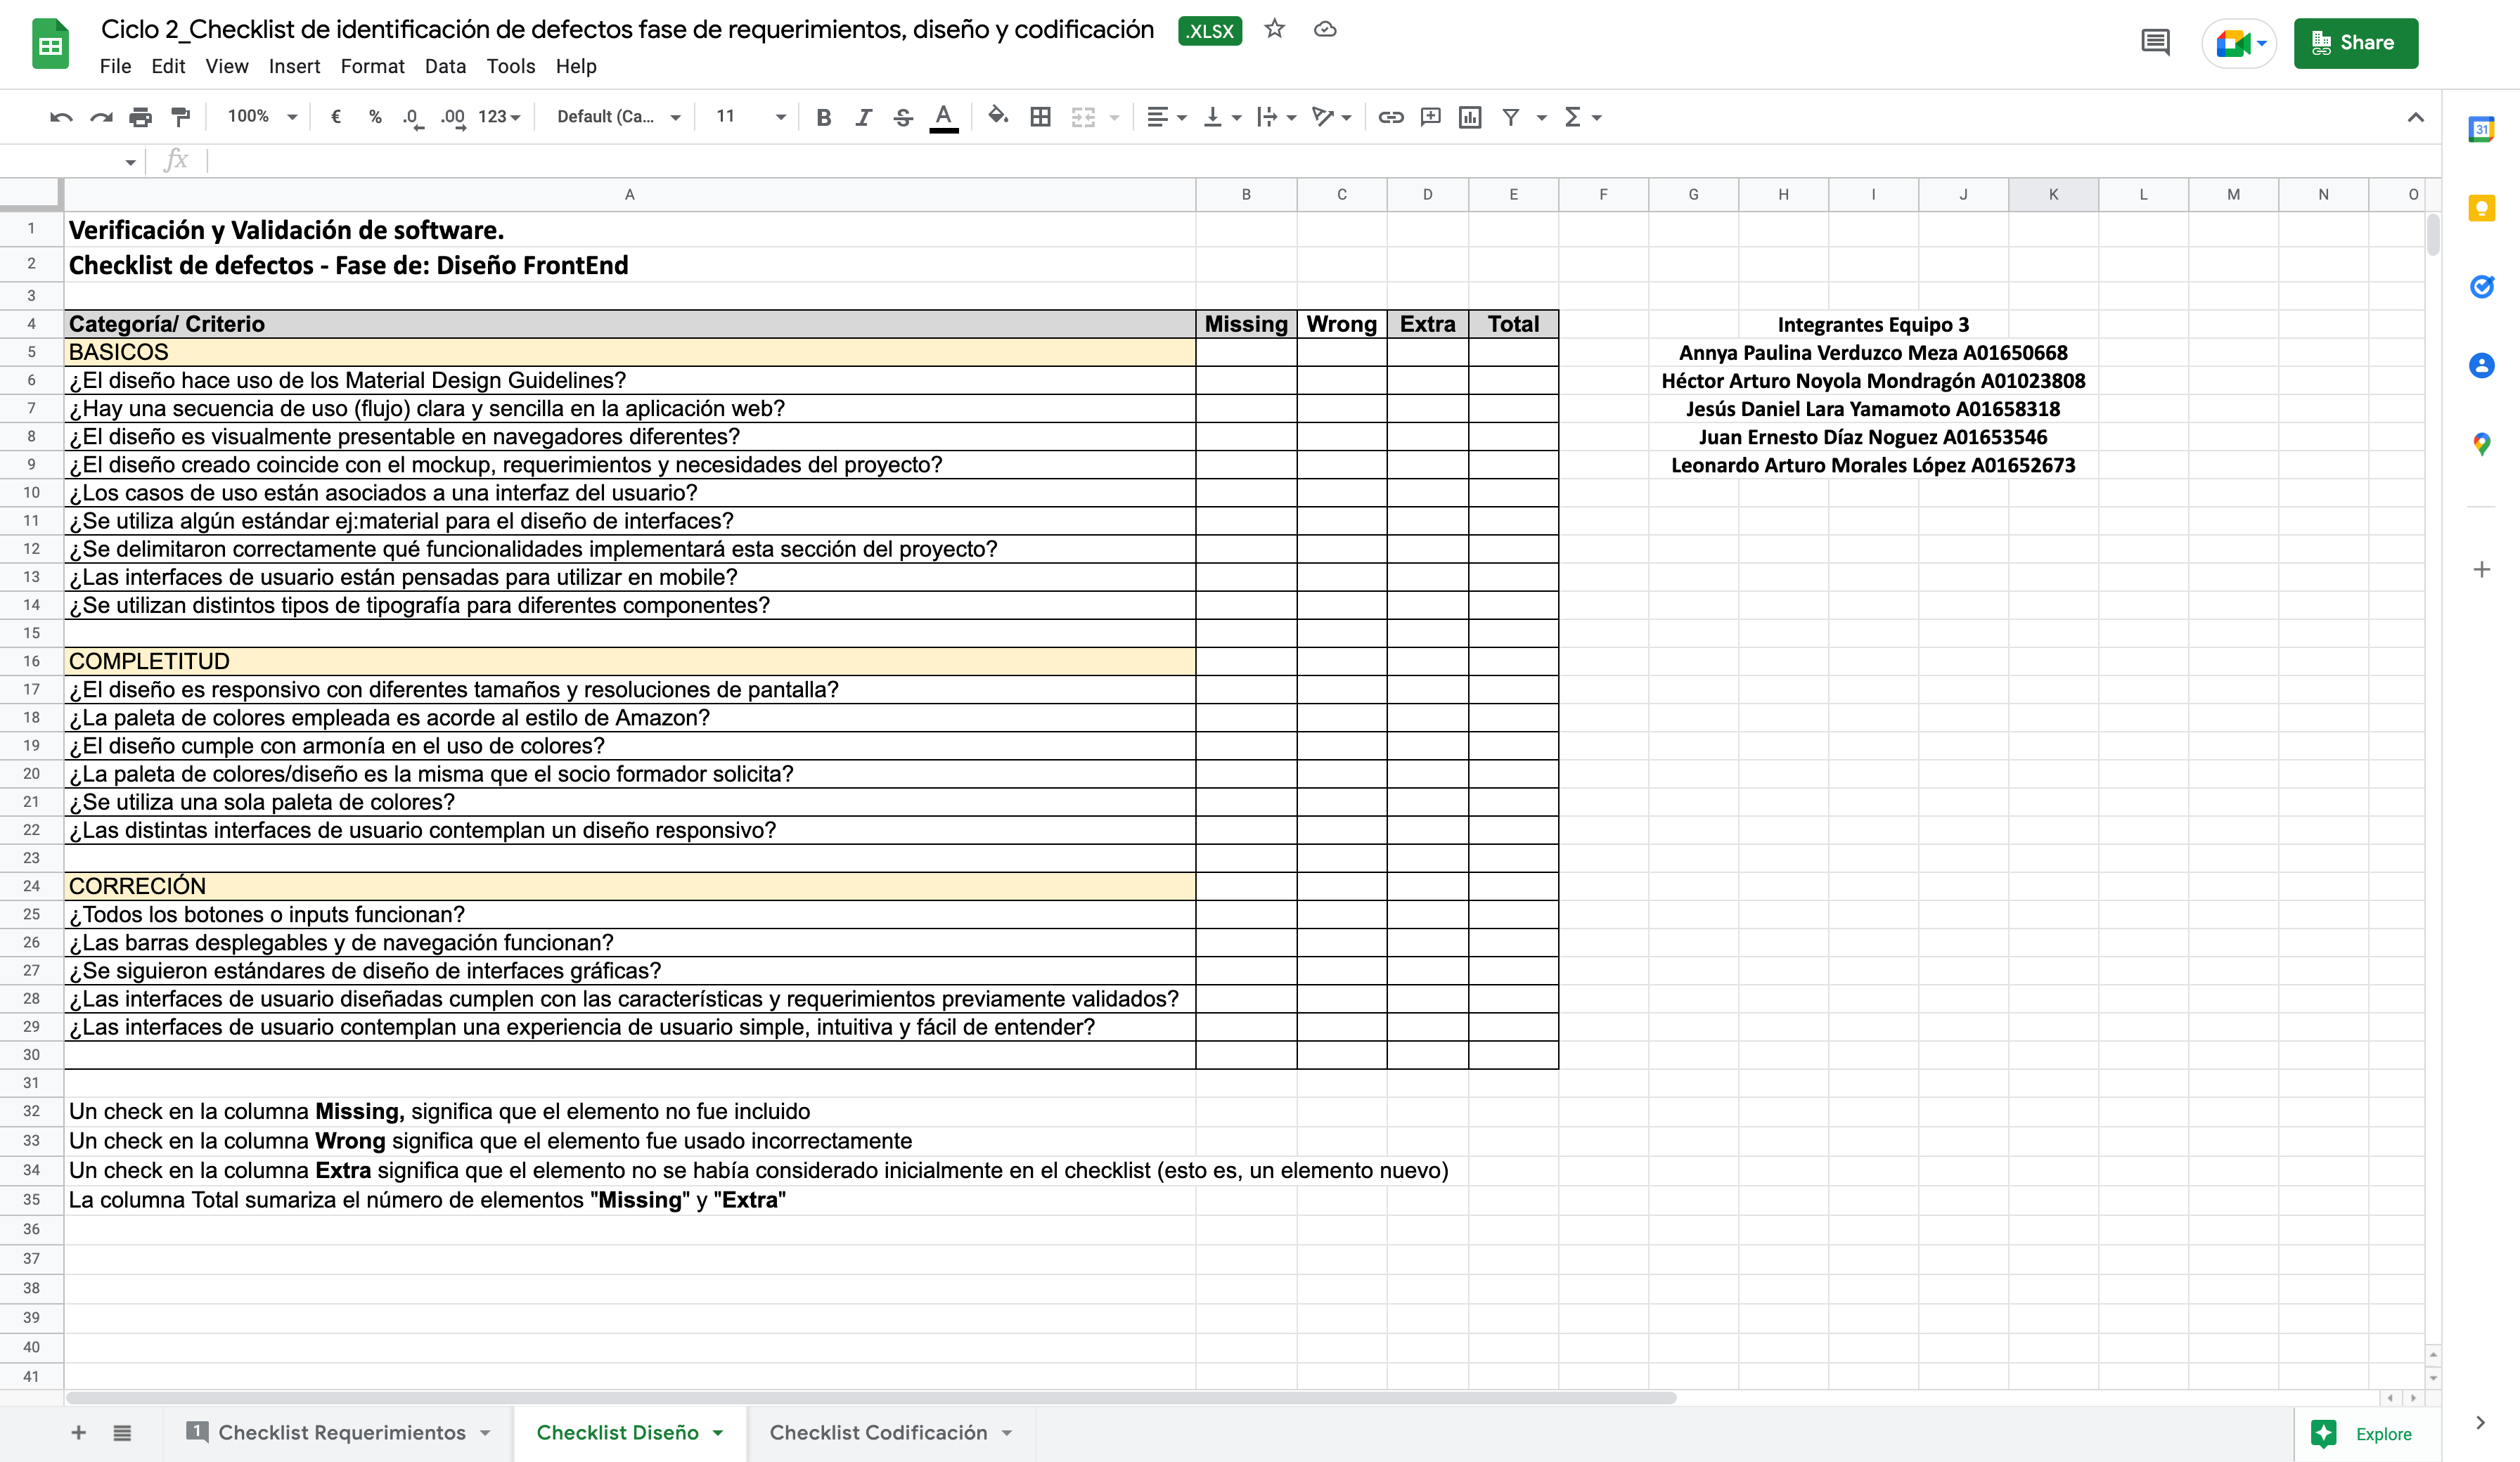 Ciclo 2_Checklist de identificación de defectos fase de requerimientos, diseño y codificación .XLSX
Share
File Edit View Insert Format Data Tools Help
100% € % .0 .00 123 Default (Ca... 11 B I S A
fx
A B C D E F G H I J K L M N O
1 Verificación y Validación de software.
2 Checklist de defectos - Fase de: Diseño FrontEnd
3
4 Categoría/ Criterio Missing Wrong Extra Total Integrantes Equipo 3
5 BASICOS Annya Paulina Verduzco Meza A01650668
6 ¿El diseño hace uso de los Material Design Guidelines? Héctor Arturo Noyola Mondragón A01023808
7 ¿Hay una secuencia de uso (flujo) clara y sencilla en la aplicación web? Jesús Daniel Lara Yamamoto A01658318
8 ¿El diseño es visualmente presentable en navegadores diferentes? Juan Ernesto Díaz Noguez A01653546
9 ¿El diseño creado coincide con el mockup, requerimientos y necesidades del proyecto? Leonardo Arturo Morales López A01652673
10 ¿Los casos de uso están asociados a una interfaz del usuario?
11 ¿Se utiliza algún estándar ej:material para el diseño de interfaces?
12 ¿Se delimitaron correctamente qué funcionalidades implementará esta sección del proyecto?
13 ¿Las interfaces de usuario están pensadas para utilizar en mobile?
14 ¿Se utilizan distintos tipos de tipografía para diferentes componentes?
15
16 COMPLETITUD
17 ¿El diseño es responsivo con diferentes tamaños y resoluciones de pantalla?
18 ¿La paleta de colores empleada es acorde al estilo de Amazon?
19 ¿El diseño cumple con armonía en el uso de colores?
20 ¿La paleta de colores/diseño es la misma que el socio formador solicita?
21 ¿Se utiliza una sola paleta de colores?
22 ¿Las distintas interfaces de usuario contemplan un diseño responsivo?
23
24 CORRECIÓN
25 ¿Todos los botones o inputs funcionan?
26 ¿Las barras desplegables y de navegación funcionan?
27 ¿Se siguieron estándares de diseño de interfaces gráficas?
28 ¿Las interfaces de usuario diseñadas cumplen con las características y requerimientos previamente validados?
29 ¿Las interfaces de usuario contemplan una experiencia de usuario simple, intuitiva y fácil de entender?
30
31
32 Un check en la columna Missing, significa que el elemento no fue incluido
33 Un check en la columna Wrong significa que el elemento fue usado incorrectamente
34 Un check en la columna Extra significa que el elemento no se había considerado inicialmente en el checklist (esto es, un elemento nuevo)
35 La columna Total sumariza el número de elementos "Missing" y "Extra"
36
37
38
39
40
41
1 Checklist Requerimientos Checklist Diseño Checklist Codificación Explore
31